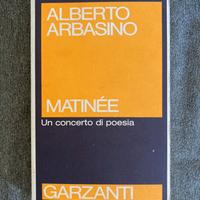 ALBERTO
ARBASINO
MATINÉE
Un concerto di poesia
GARZANTI